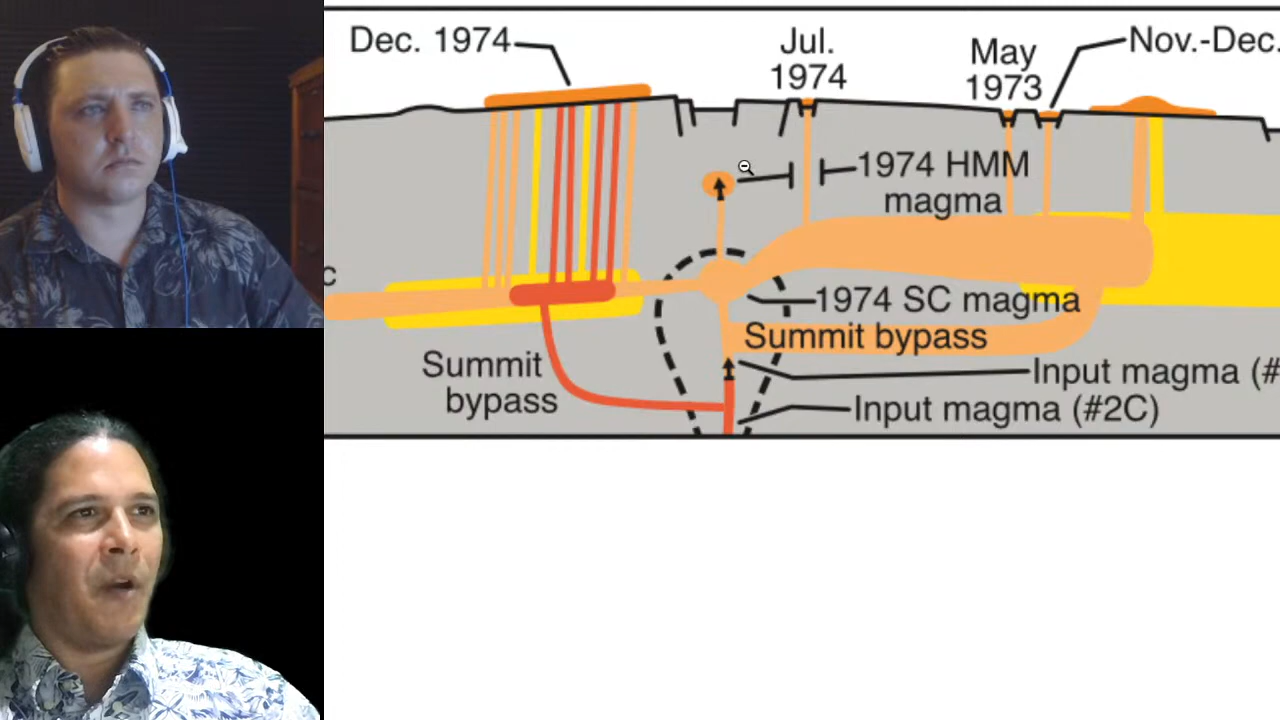 Dec. 1974
Jul.
1974
May
1973
Nov.-Dec.
1974 HMM
magma
c
1974 SC magma
Summit bypass
Summit
bypass
Input magma (#
Input magma (#2C)